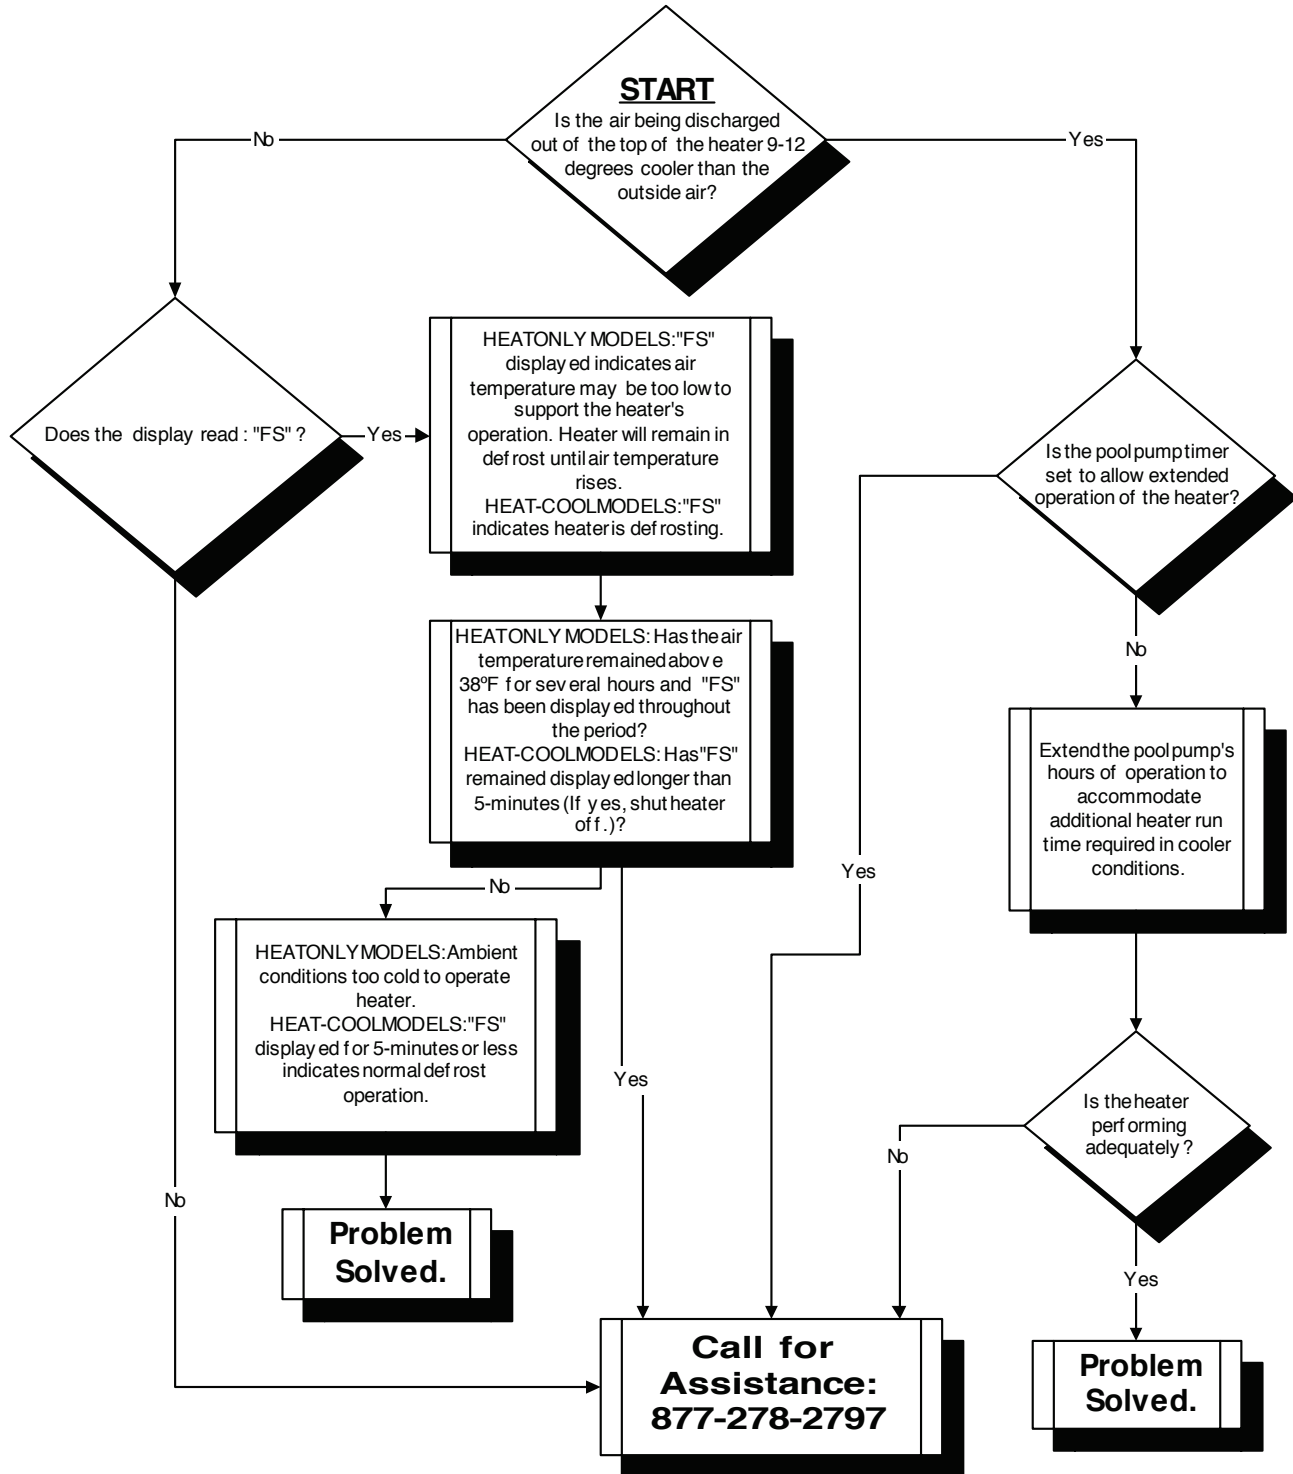 START
Is the air being discharged
out of the top of the heater 9-12
degrees cooler than the
outside air?
No
Yes
Does the display read : "FS" ?
Yes
HEATONLY MODELS:"FS"
displayed indicates air
temperature may be too low to
support the heater's
operation. Heater will remain in
defrost until air temperature
rises.
HEAT-COOLMODELS:"FS"
indicates heater is defrosting.
Is the pool pump timer
set to allow extended
operation of the heater?
No
HEATONLY MODELS: Has the air
temperature remained above
38ºF for several hours and "FS"
has been displayed throughout
the period?
HEAT-COOLMODELS: Has "FS"
remained displayed longer than
5-minutes (If yes, shut heater
off.)?
Extend the pool pump's
hours of operation to
accommodate
additional heater run
time required in cooler
conditions.
Yes
No
HEATONLY MODELS: Ambient
conditions too cold to operate
heater.
HEAT-COOLMODELS:"FS"
displayed for 5-minutes or less
indicates normal defrost
operation.
Yes
Is the heater
performing
adequately?
No
No
Problem
Solved.
Yes
Call for
Assistance:
877-278-2797
Problem
Solved.